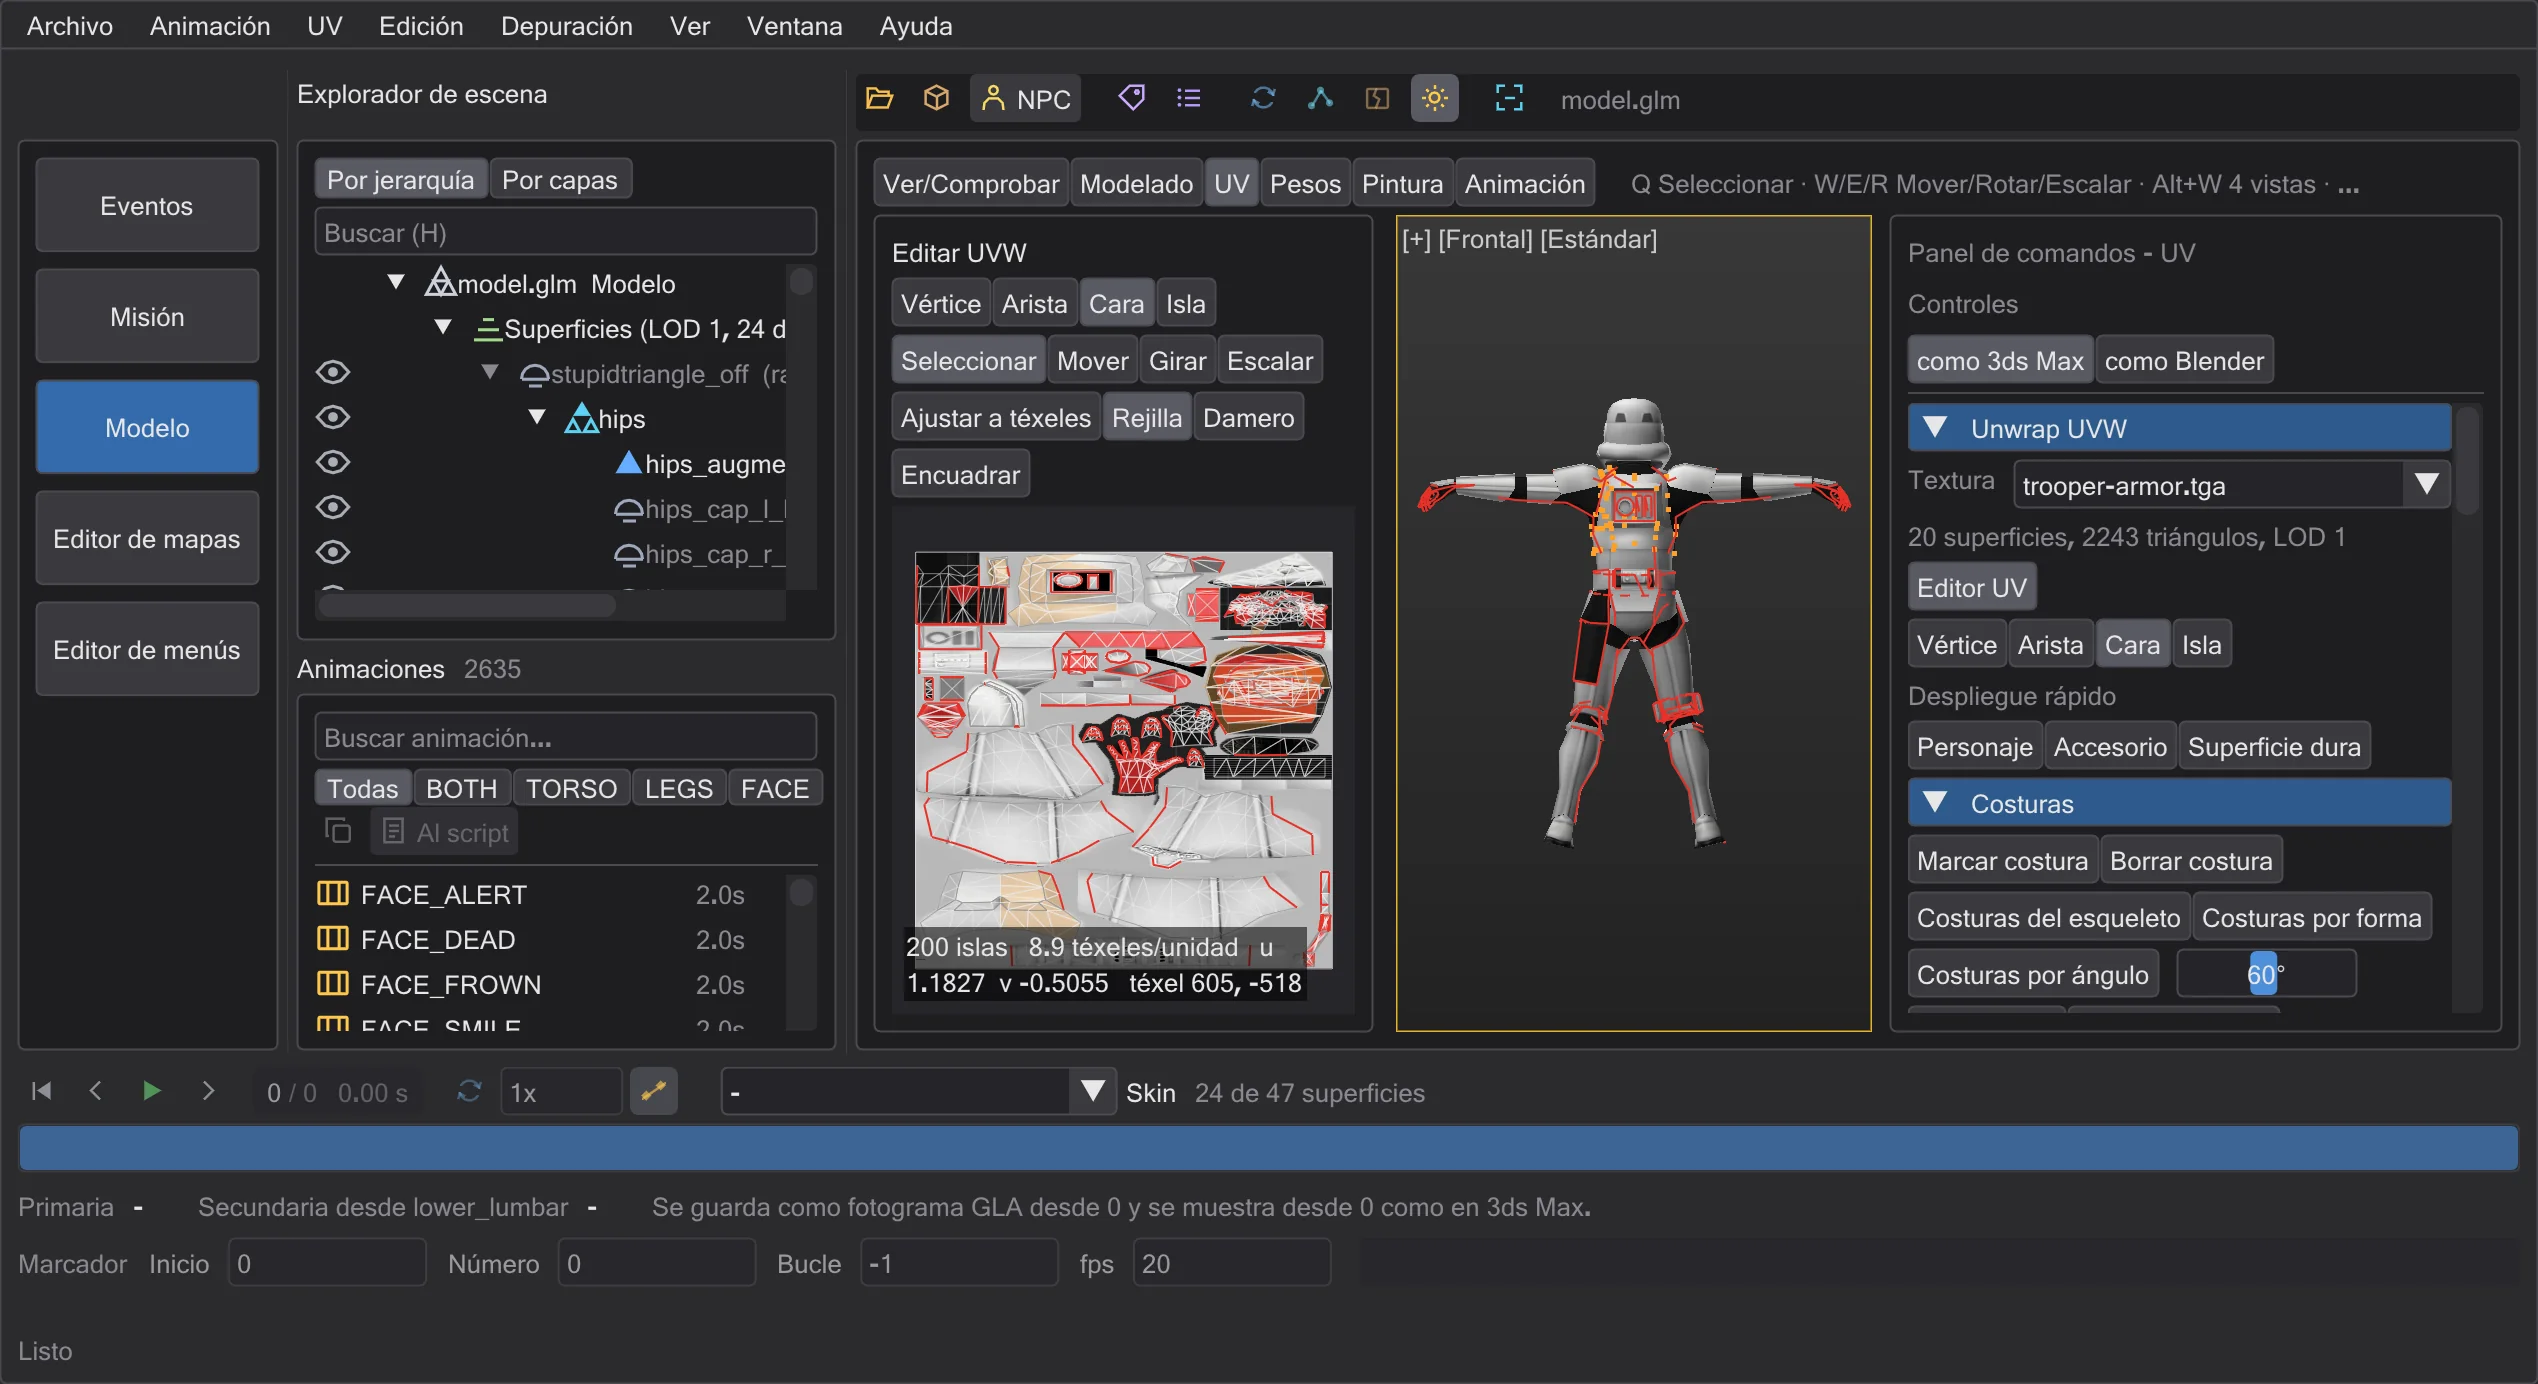 Archivo Animación UV Edición Depuración Ver Ventana Ayuda
Explorador de escena
NPC model.glm
Eventos
Misión
Modelo
Editor de mapas
Editor de menús
Por jerarquía Por capas
Buscar (H)
model.glm Modelo
Superficies (LOD 1, 24 d
stupidtriangle_off (ra
hips
hips_augme
hips_cap_l_
hips_cap_r_
Animaciones 2635
Buscar animación...
Todas BOTH TORSO LEGS FACE
AI script
FACE_ALERT 2.0s
FACE_DEAD 2.0s
FACE_FROWN 2.0s
FACE_SMILE 2.0s
Ver/Comprobar Modelado UV Pesos Pintura Animación Q Seleccionar · W/E/R Mover/Rotar/Escalar · Alt+W 4 vistas · ...
Editar UVW
Vértice Arista Cara Isla
Seleccionar Mover Girar Escalar
Ajustar a téxeles Rejilla Damero
Encuadrar
200 islas 8.9 téxeles/unidad u
1.1827 v -0.5055 téxel 605, -518
[+] [Frontal] [Estándar]
Panel de comandos - UV
Controles
como 3ds Max como Blender
Unwrap UVW
Textura trooper-armor.tga
20 superficies, 2243 triángulos, LOD 1
Editor UV
Vértice Arista Cara Isla
Despliegue rápido
Personaje Accesorio Superficie dura
Costuras
Marcar costura Borrar costura
Costuras del esqueleto Costuras por forma
Costuras por ángulo 60°
0 / 0 0.00 s 1x - Skin 24 de 47 superficies
Primaria - Secundaria desde lower_lumbar - Se guarda como fotograma GLA desde 0 y se muestra desde 0 como en 3ds Max.
Marcador Inicio 0 Número 0 Bucle -1 fps 20
Listo